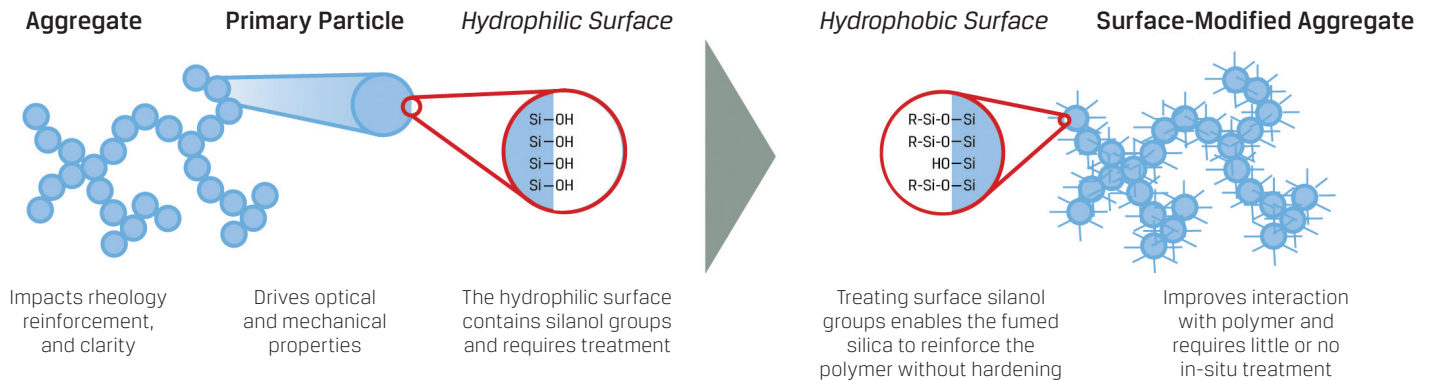 Aggregate
Primary Particle
Hydrophilic Surface
Hydrophobic Surface
Surface-Modified Aggregate
Si—OH
Si—OH
Si—OH
Si—OH
R-Si-O—Si
R-Si-O—Si
HO—Si
R-Si-O—Si
Impacts rheology
reinforcement,
and clarity
Drives optical
and mechanical
properties
The hydrophilic surface
contains silanol groups
and requires treatment
Treating surface silanol
groups enables the fumed
silica to reinforce the
polymer without hardening
Improves interaction
with polymer and
requires little or no
in-situ treatment